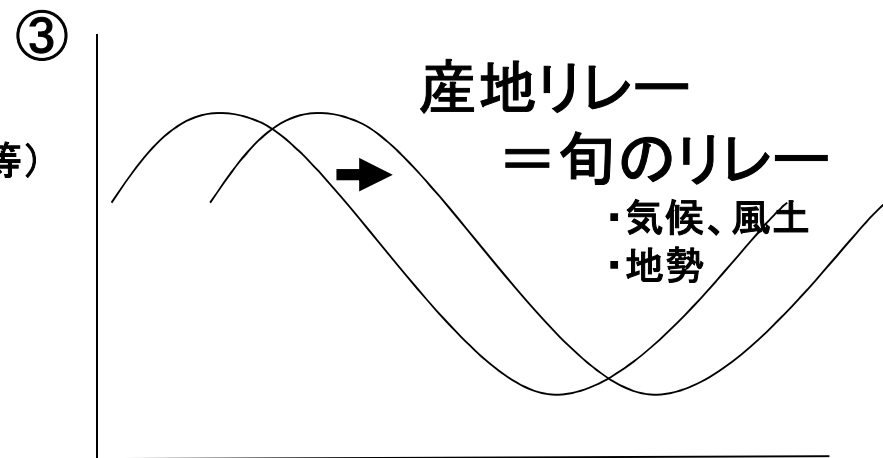 ③
産地リレー
等）
＝旬のリレー
・気候、風土
・地勢